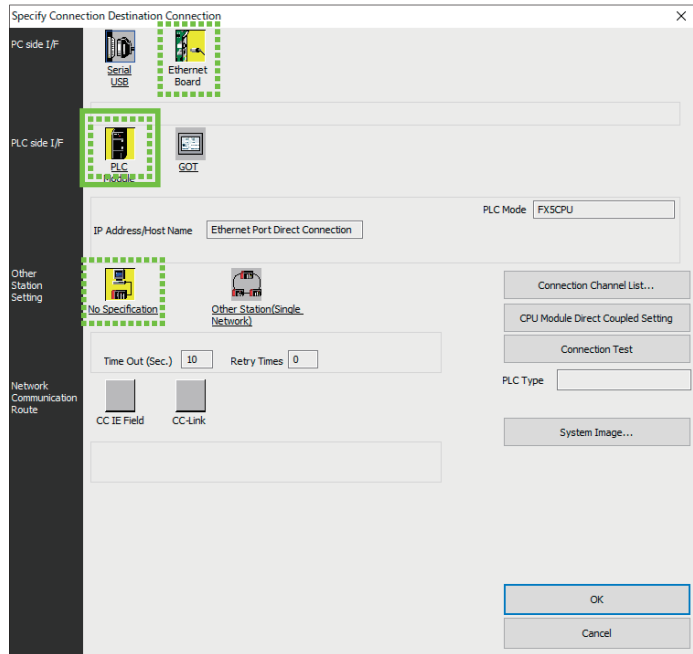 Specify Connection Destination Connection
PC side I/F
Serial
USB
Ethernet
Board
PLC side I/F
PLC
Module
GOT
PLC Mode FX5CPU
IP Address/Host Name Ethernet Port Direct Connection
Other
Station
Setting
No Specification
Other Station(Single
Network)
Connection Channel List...
CPU Module Direct Coupled Setting
Time Out (Sec.) 10 Retry Times 0
Connection Test
PLC Type
Network
Communication
Route
CC IE Field
CC-Link
System Image...
OK
Cancel